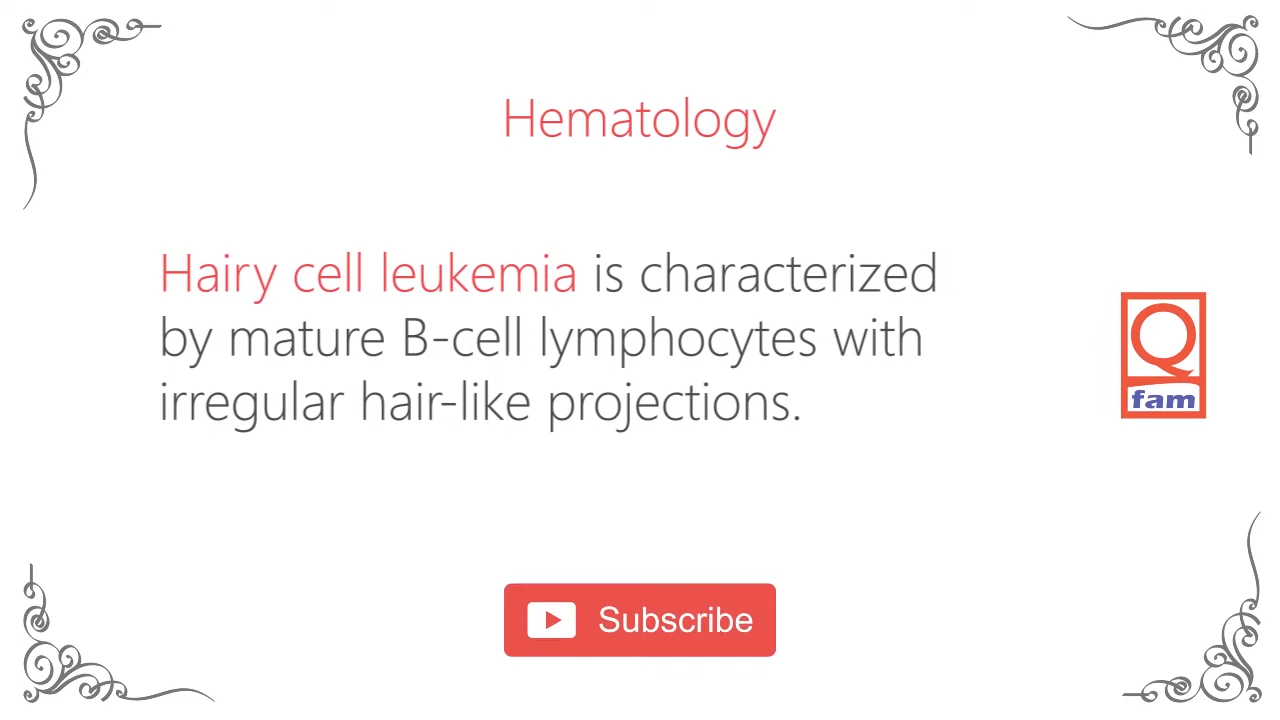 Hematology
Hairy cell leukemia is characterized
by mature B-cell lymphocytes with
irregular hair-like projections.
Q
fam
Subscribe